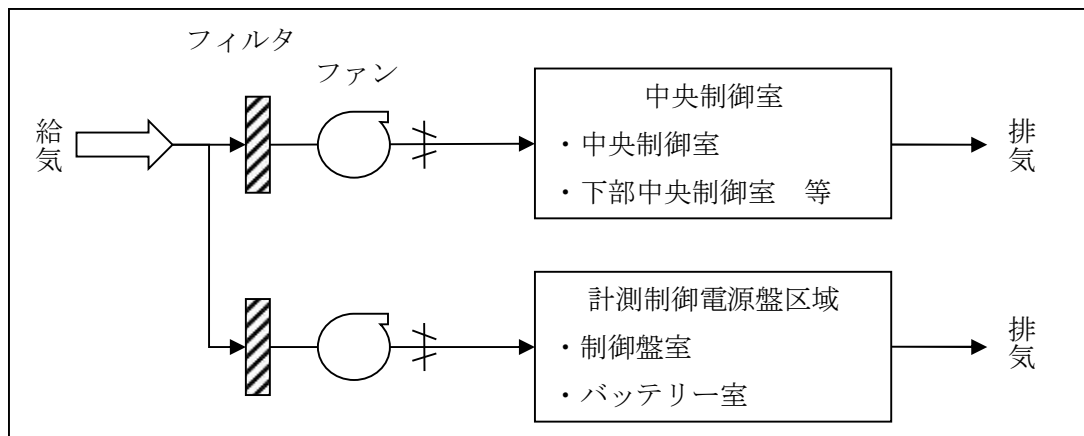 フィルタ
ファン
給気
中央制御室
・中央制御室
・下部中央制御室　等
排気
計測制御電源盤区域
・制御盤室
・バッテリー室
排気